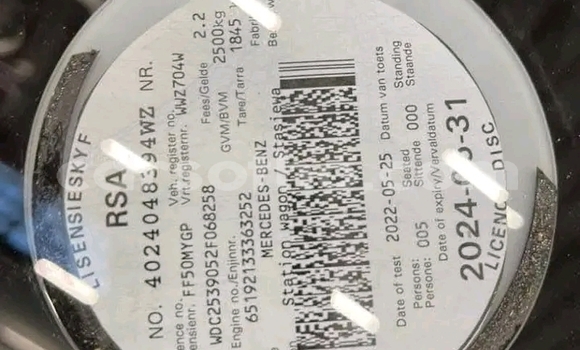 LISENSIESKYF
RSA
NO. 4024048394WZ NR.
Veh. register no.
Vrt.registernr. WWZ704W
ence no.
ensienr. FF50MYGP
Fees/Gelde 2.2
WDC2539052F068258
GVM/BVM 2500kg
Engine no./Enjinnr.
65192133363252
Tare/Tarra 1845
MERCEDES-BENZ
Station wagon
Date of test 2022-05-25 Datum van toets
Persons: 005 Seated 000 Standing
Persone: Sittende Staande
Date of expiry/Vervaldatum
LICENCE DISC